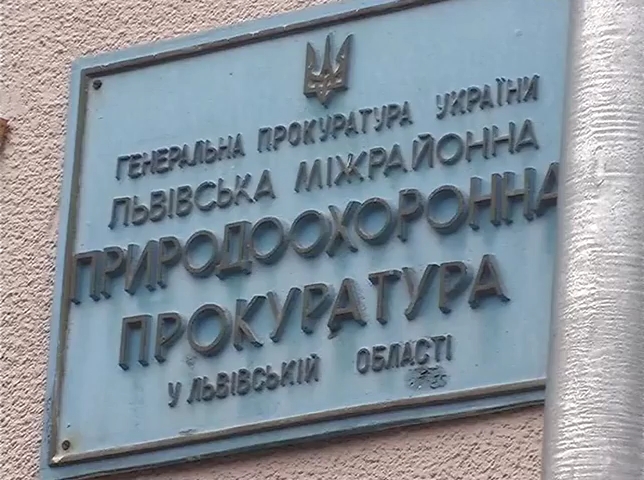 ГЕНЕРАЛЬНА ПРОКУРАТУРА УКРАЇНИ
ЛЬВІВСЬКА МІЖРАЙОННА
ПРИРОДООХОРОННА
ПРОКУРАТУРА
У ЛЬВІВСЬКІЙ ОБЛАСТІ